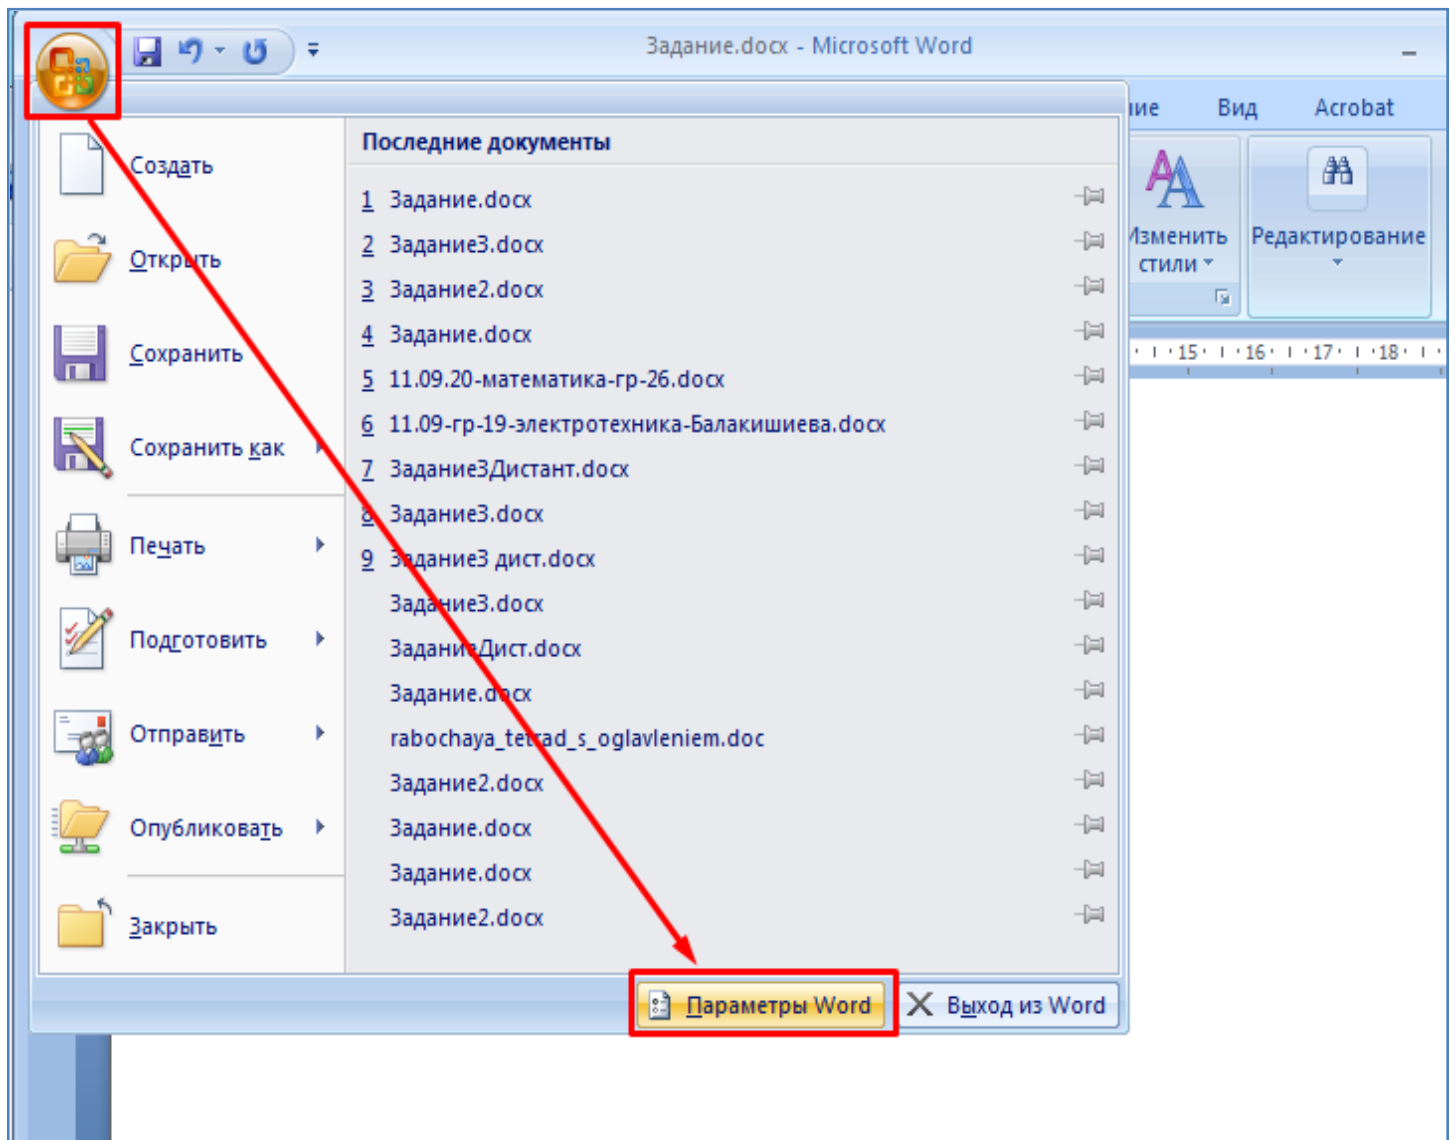 Задание.docx - Microsoft Word
Вид
Acrobat
Создать
Открыть
Сохранить
Сохранить как
Печать
Подготовить
Отправить
Опубликовать
Закрыть
Последние документы
1 Задание.docx
2 Задание3.docx
3 Задание2.docx
4 Задание.docx
5 11.09.20-математика-гр-26.docx
6 11.09-гр-19-электротехника-Балакишиева.docx
7 Задание3Дистант.docx
8 Задание3.docx
9 Задание3 дист.docx
Задание3.docx
ЗаданиеДист.docx
Задание.docx
rabochaya_tetrad_s_oglavleniem.doc
Задание2.docx
Задание.docx
Задание.docx
Задание2.docx
Изменить
стили
Редактирование
15 16 17 18
Параметры Word
Выход из Word